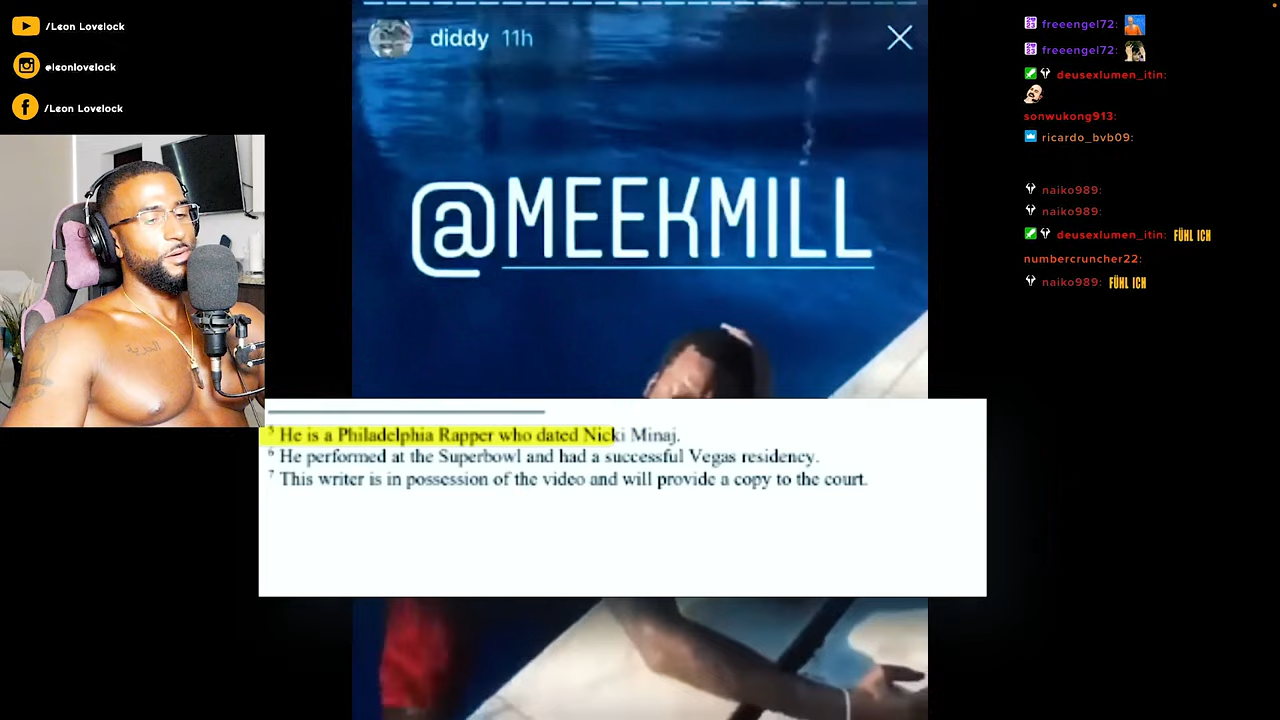 /Leon Lovelock
@leonlovelock
/Leon Lovelock
diddy 11h
@MEEKMILL
5 He is a Philadelphia Rapper who dated Nicki Minaj.
6 He performed at the Superbowl and had a successful Vegas residency.
7 This writer is in possession of the video and will provide a copy to the court.
freeengel72:
freeengel72:
deusexlumen_itin:
sonwukong913:
ricardo_bvb09:
naiko989:
naiko989:
deusexlumen_itin: FÜHL ICH
numbercruncher22:
naiko989: FÜHL ICH